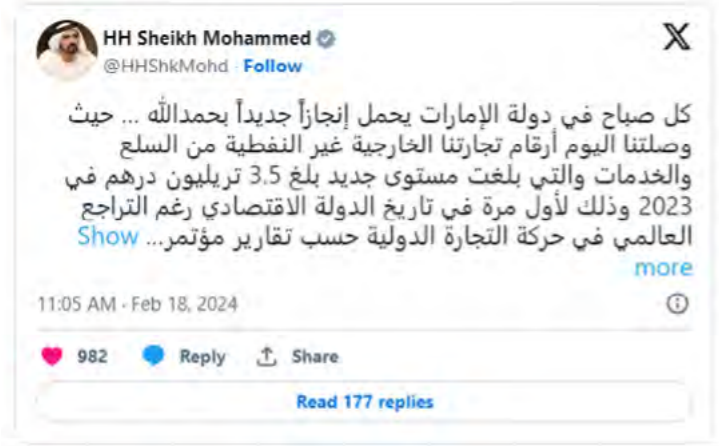 HH Sheikh Mohammed
@HHShkMohd · Follow
كل صباح في دولة الإمارات يحمل إنجازاً جديداً بحمدالله ... حيث
وصلتنا اليوم أرقام تجارتنا الخارجية غير النفطية من السلع
والخدمات والتي بلغت مستوى جديد بلغ 3.5 تريليون درهم في
2023 وذلك لأول مرة في تاريخ الدولة الاقتصادي رغم التراجع
العالمي في حركة التجارة الدولية حسب تقارير مؤتمر... Show
more
11:05 AM · Feb 18, 2024
982 Reply Share
Read 177 replies